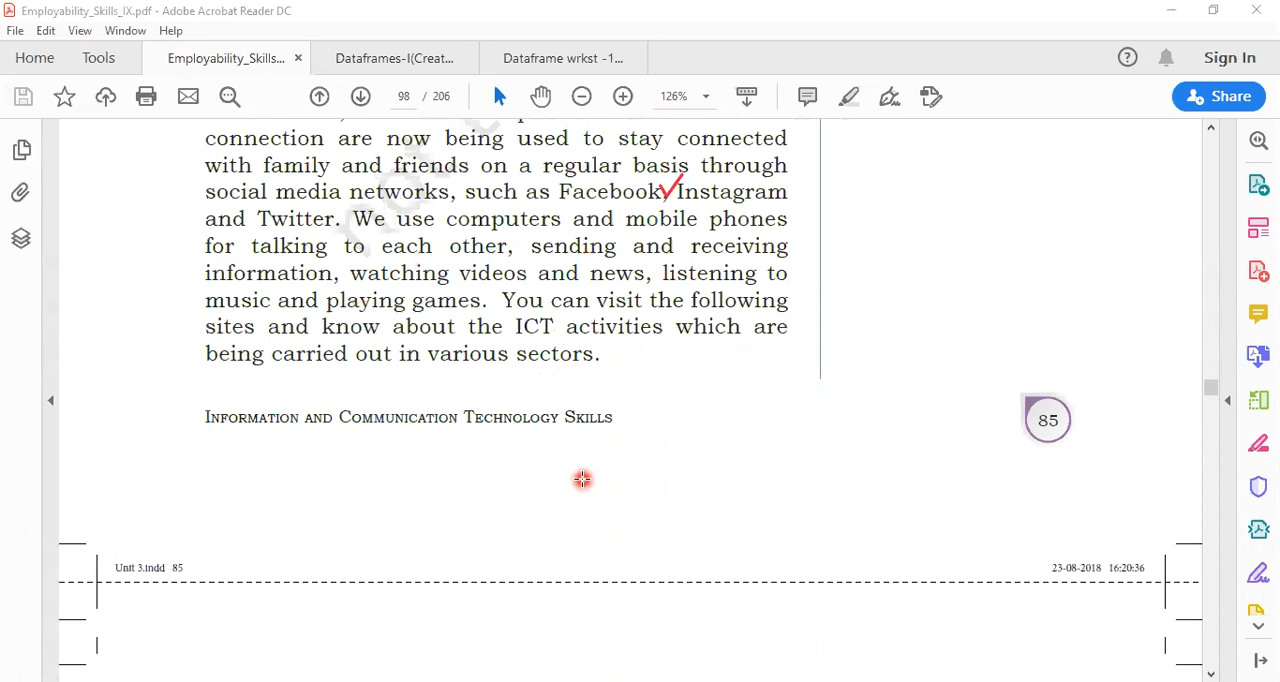 Employability_Skills_IX.pdf - Adobe Acrobat Reader DC
File Edit View Window Help
Home Tools Employability_Skills... × Dataframes-I(Creat... Dataframe wrkst -1... Sign In
98 / 206 126% Share
connection are now being used to stay connected
with family and friends on a regular basis through
social media networks, such as Facebook, Instagram
and Twitter. We use computers and mobile phones
for talking to each other, sending and receiving
information, watching videos and news, listening to
music and playing games. You can visit the following
sites and know about the ICT activities which are
being carried out in various sectors.
Information and Communication Technology Skills
85
Unit 3.indd 85
23-08-2018 16:20:36